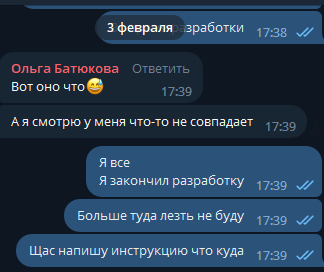 3 февраля
разработки
17:38
Ольга Батюкова Ответить
Вот оно что😅
17:39
А я смотрю у меня что-то не совпадает 17:39
Я все
Я закончил разработку 17:39
Больше туда лезть не буду 17:39
Щас напишу инструкцию что куда 17:39